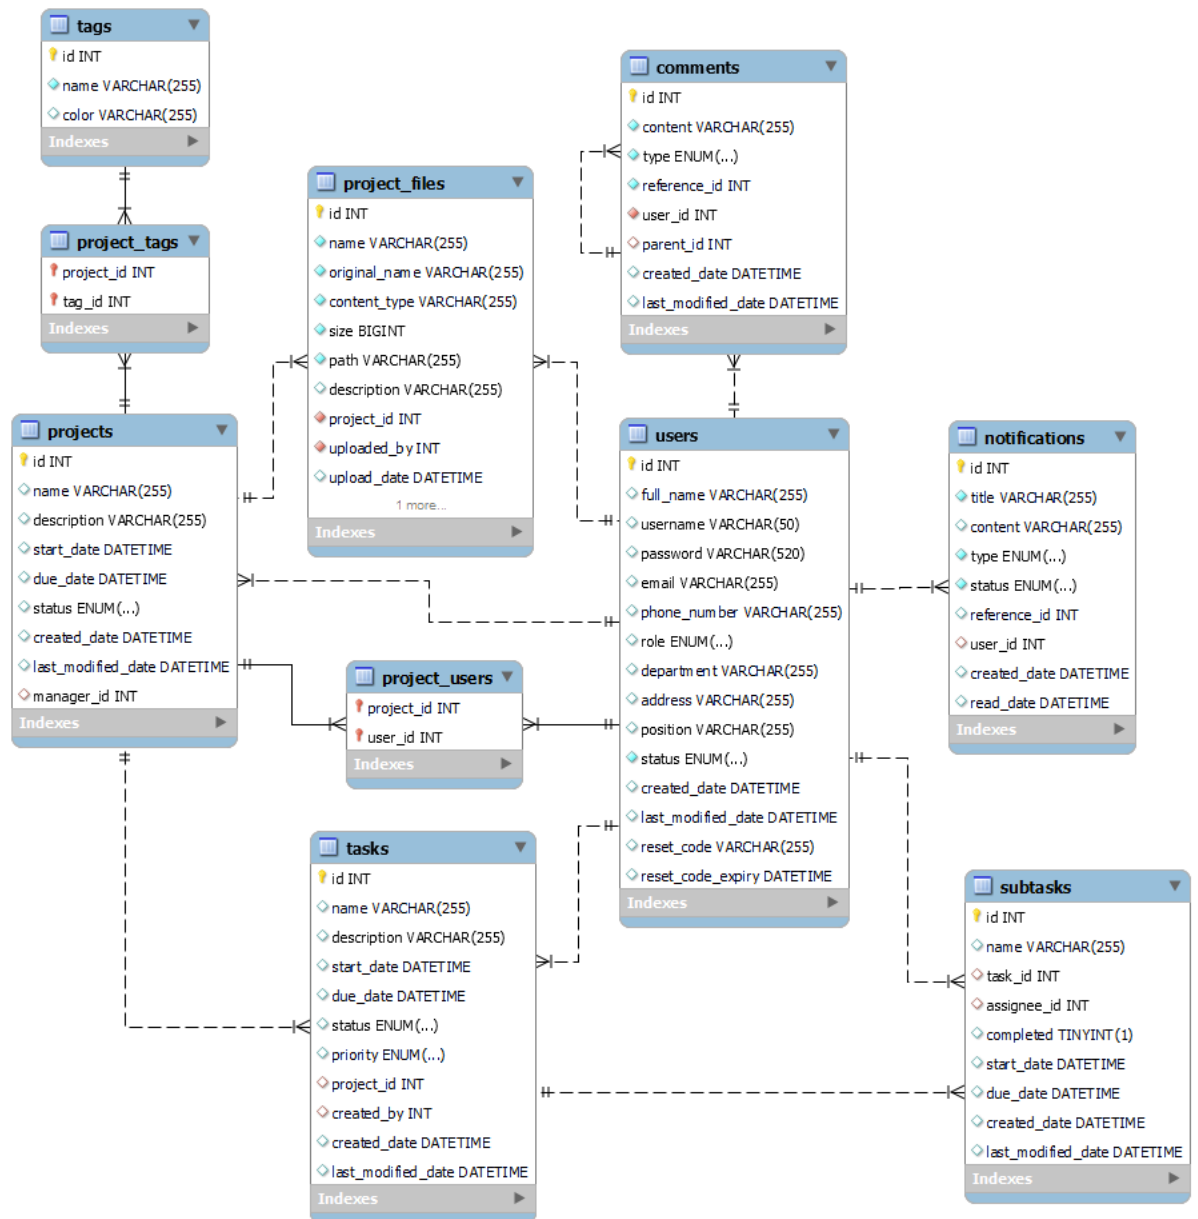 tags
id INT
name VARCHAR(255)
color VARCHAR(255)
Indexes
project_tags
project_id INT
tag_id INT
Indexes
projects
id INT
name VARCHAR(255)
description VARCHAR(255)
start_date DATETIME
due_date DATETIME
status ENUM(...)
created_date DATETIME
last_modified_date DATETIME
manager_id INT
Indexes
project_files
id INT
name VARCHAR(255)
original_name VARCHAR(255)
content_type VARCHAR(255)
size BIGINT
path VARCHAR(255)
description VARCHAR(255)
project_id INT
uploaded_by INT
upload_date DATETIME
1 more...
Indexes
project_users
project_id INT
user_id INT
Indexes
tasks
id INT
name VARCHAR(255)
description VARCHAR(255)
start_date DATETIME
due_date DATETIME
status ENUM(...)
priority ENUM(...)
project_id INT
created_by INT
created_date DATETIME
last_modified_date DATETIME
Indexes
comments
id INT
content VARCHAR(255)
type ENUM(...)
reference_id INT
user_id INT
parent_id INT
created_date DATETIME
last_modified_date DATETIME
Indexes
users
id INT
full_name VARCHAR(255)
username VARCHAR(50)
password VARCHAR(520)
email VARCHAR(255)
phone_number VARCHAR(255)
role ENUM(...)
department VARCHAR(255)
address VARCHAR(255)
position VARCHAR(255)
status ENUM(...)
created_date DATETIME
last_modified_date DATETIME
reset_code VARCHAR(255)
reset_code_expiry DATETIME
Indexes
notifications
id INT
title VARCHAR(255)
content VARCHAR(255)
type ENUM(...)
status ENUM(...)
reference_id INT
user_id INT
created_date DATETIME
read_date DATETIME
Indexes
subtasks
id INT
name VARCHAR(255)
task_id INT
assignee_id INT
completed TINYINT(1)
start_date DATETIME
due_date DATETIME
created_date DATETIME
last_modified_date DATETIME
Indexes